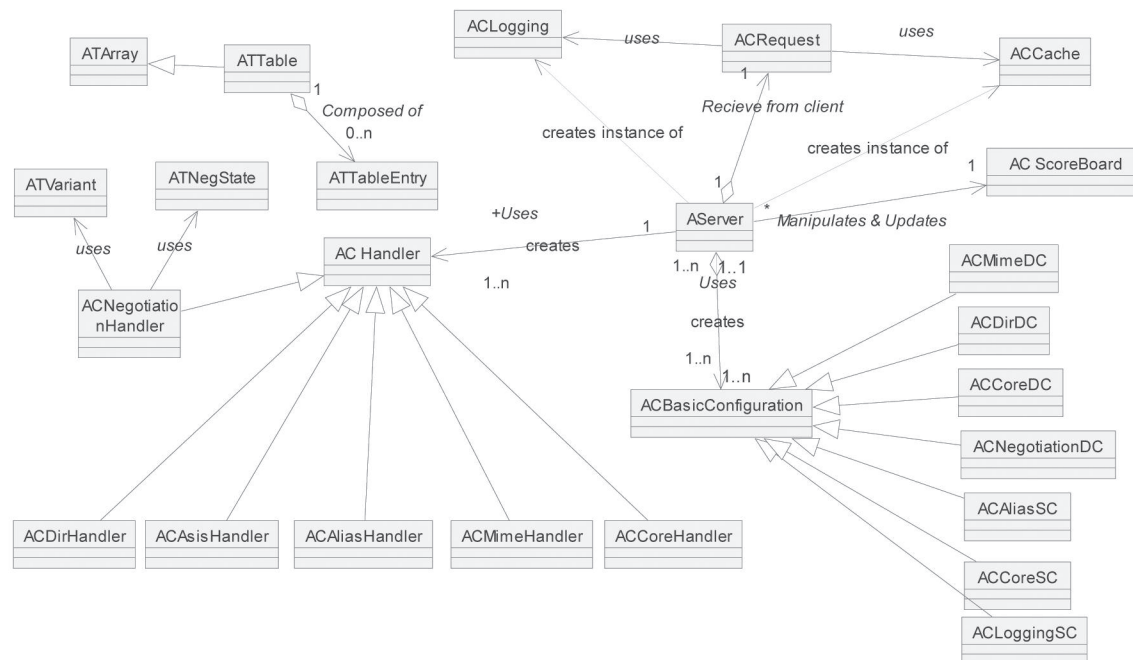 ACLogging
uses
ACRequest
uses
ACCache
ATArray
ATTable
1
1
Composed of
0..n
Recieve from client
creates instance of
creates instance of
ATVariant
ATNegState
ATTableEntry
1
AC ScoreBoard
1
*
uses
uses
+Uses
1
AServer
Manipulates & Updates
AC Handler
creates
1..n
1..n
1..1
Uses
ACMimeDC
ACNegotiatio
nHandler
creates
ACDirDC
1..n
1..n
ACBasicConfiguration
ACCoreDC
ACNegotiationDC
ACAliasSC
ACDirHandler
ACAsisHandler
ACAliasHandler
ACMimeHandler
ACCoreHandler
ACCoreSC
ACLoggingSC